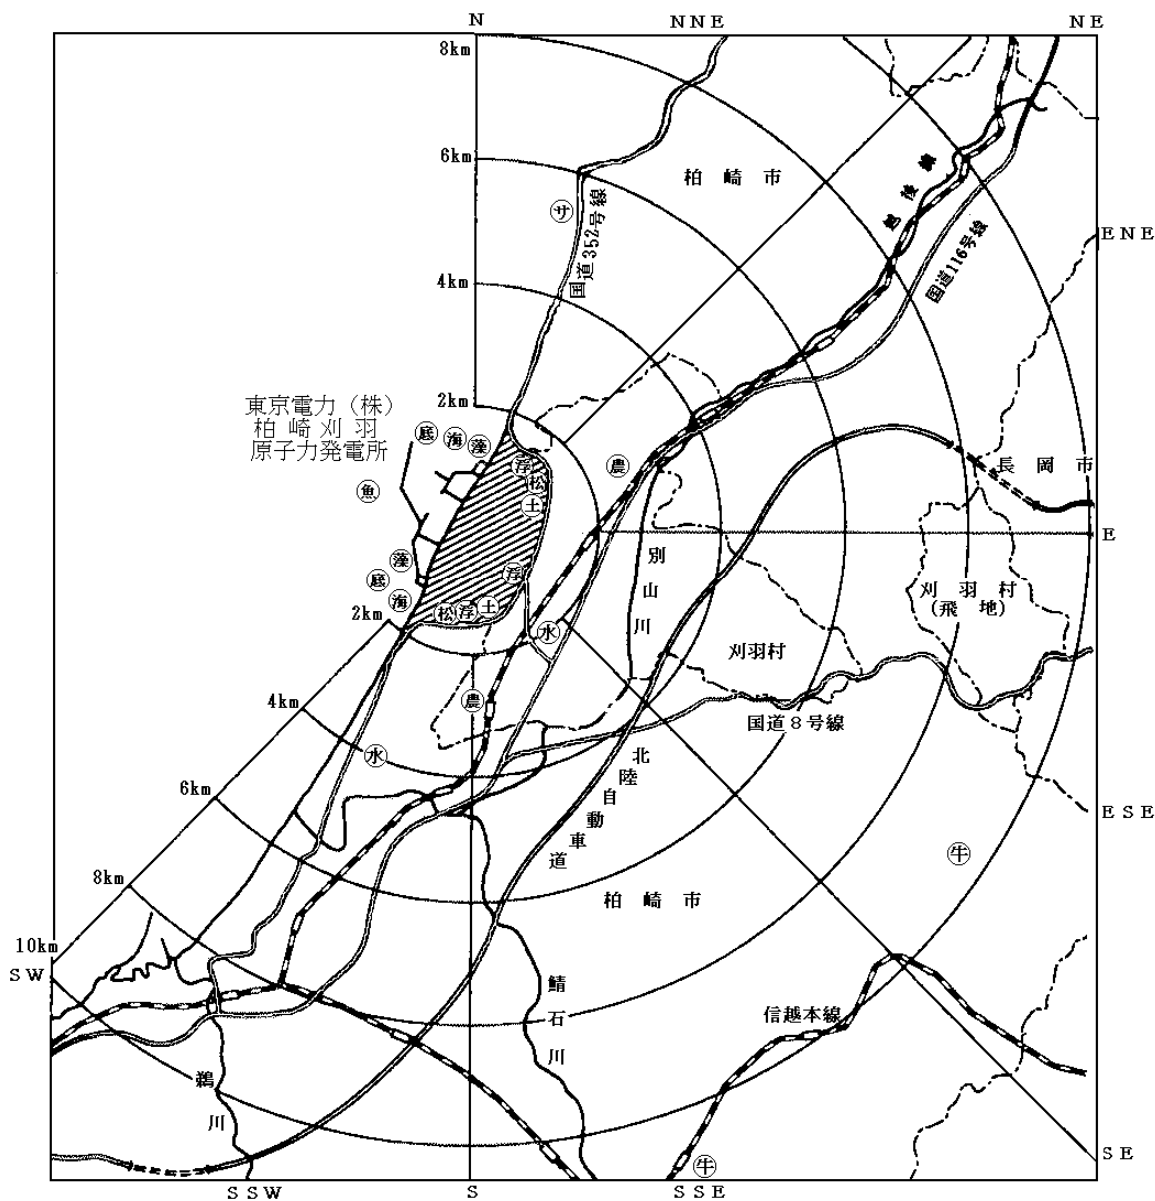 N
NNE
NE
8km
6km
柏崎市
越後線
サ
国道352号線
ENE
国道116号線
4km
2km
東京電力(株)
柏崎刈羽
原子力発電所
底 海 藻
浮
松
土
農
魚
長岡市
E
別山川
藻
底
海
浮
刈羽村
(飛地)
2km
松 浮 土
水
刈羽村
農
4km
国道8号線
水
北陸自動車道
6km
ESE
牛
8km
柏崎市
10km
SW
鯖石川
信越本線
鵜川
SE
牛
SSW
S
SSE